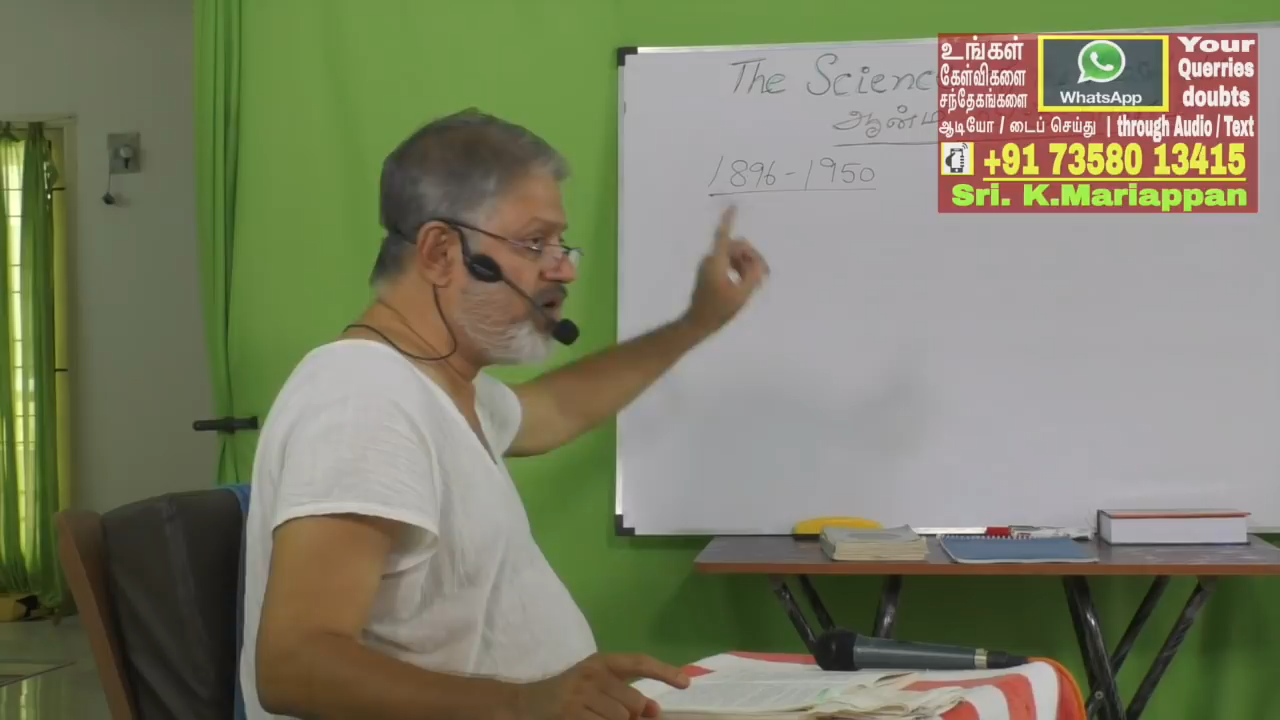 The Scienc
ஆன்ம
1896-1950
உங்கள்
கேள்விகளை
சந்தேகங்களை
WhatsApp
Your
Querries
doubts
ஆடியோ / டைப் செய்து | through Audio / Text
+91 73580 13415
Sri. K.Mariappan